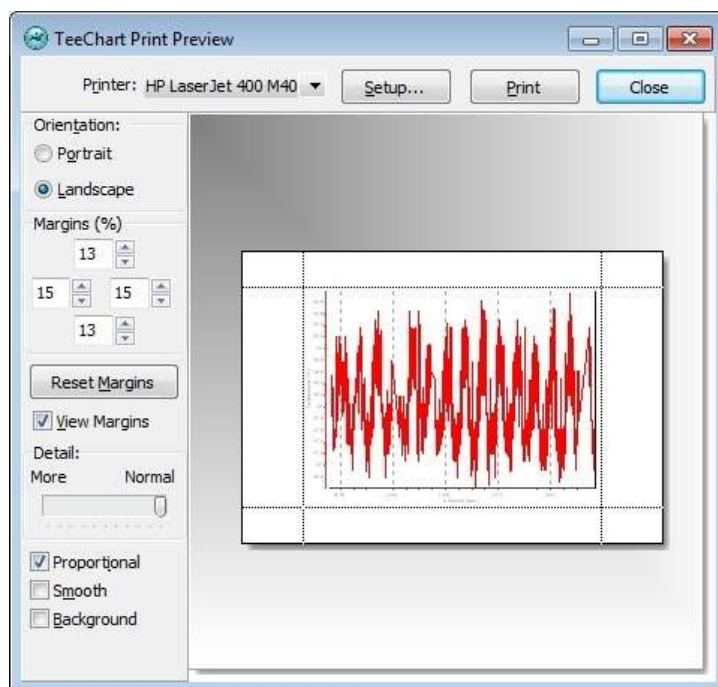 TeeChart Print Preview
Printer: HP LaserJet 400 M40 Setup... Print Close
Orientation:
Portrait
Landscape
Margins (%)
13
15 15
13
Reset Margins
View Margins
Detail:
More Normal
Proportional
Smooth
Background